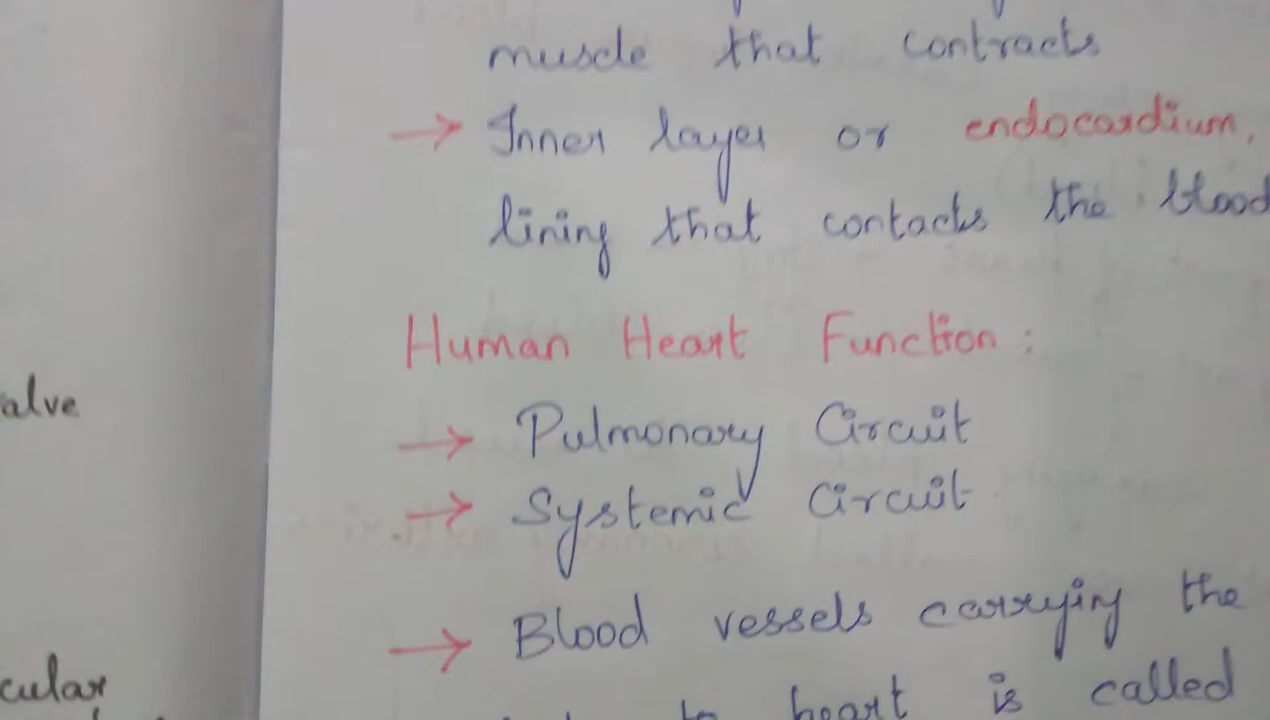 muscle that contracts
→ Inner layer or endocardium,
lining that contacts the blood
Human Heart Function :
→ Pulmonary Circuit
→ Systemic Circuit
→ Blood vessels carrying the
to heart is called
alve
cular